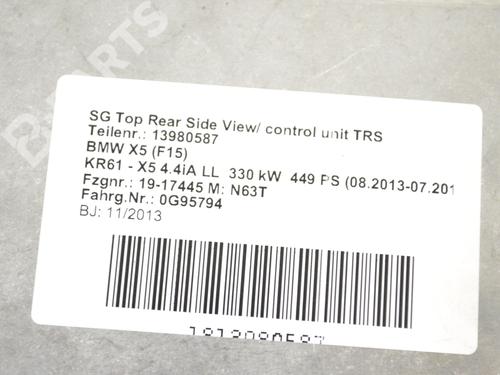 SG Top Rear Side View/ control unit TRS
Teilenr.: 13980587
BMW X5 (F15)
KR61 - X5 4.4iA LL 330 kW 449 PS (08.2013-07.201
Fzgnr.: 19-17445 M: N63T
Fahrg.Nr.: 0G95794
BJ: 11/2013